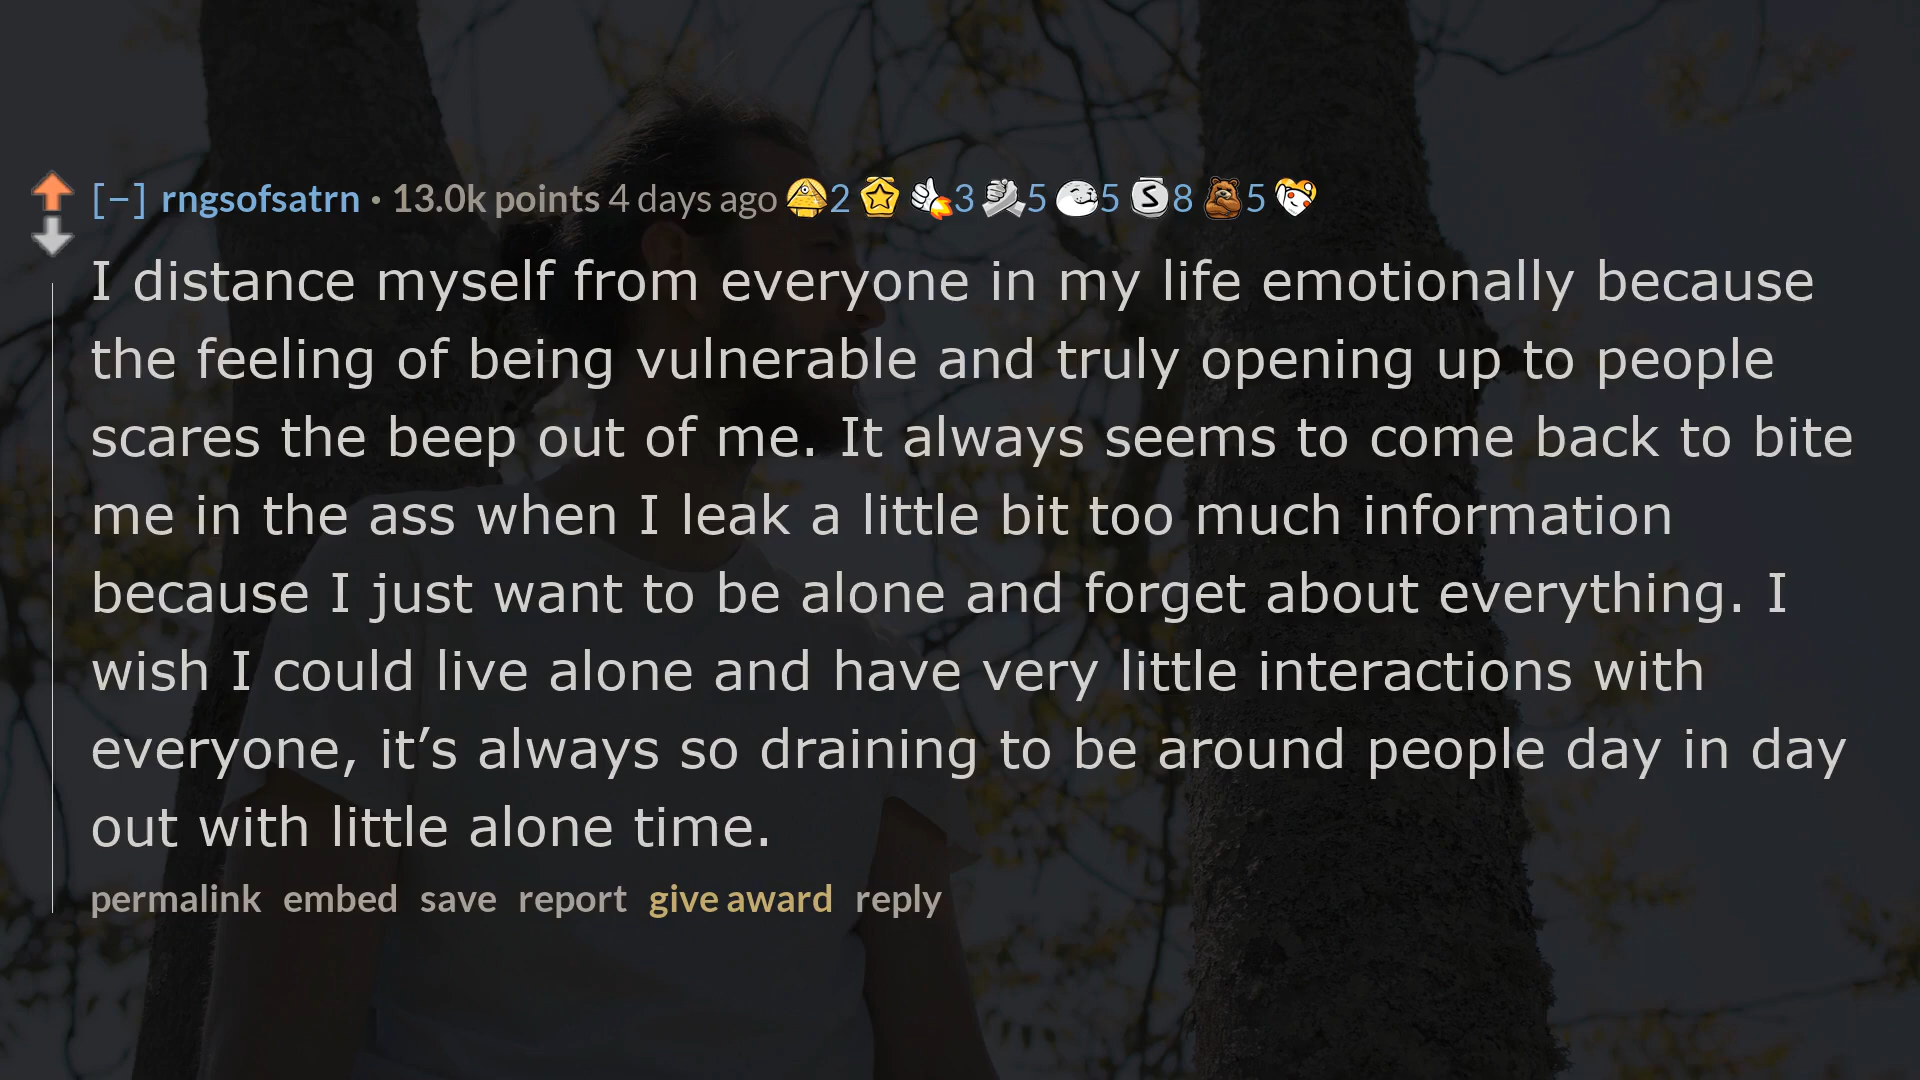 [–] rngsofsatrn · 13.0k points 4 days ago 2 3 5 5 S 8 5
I distance myself from everyone in my life emotionally because
the feeling of being vulnerable and truly opening up to people
scares the beep out of me. It always seems to come back to bite
me in the ass when I leak a little bit too much information
because I just want to be alone and forget about everything. I
wish I could live alone and have very little interactions with
everyone, it’s always so draining to be around people day in day
out with little alone time.
permalink embed save report give award reply